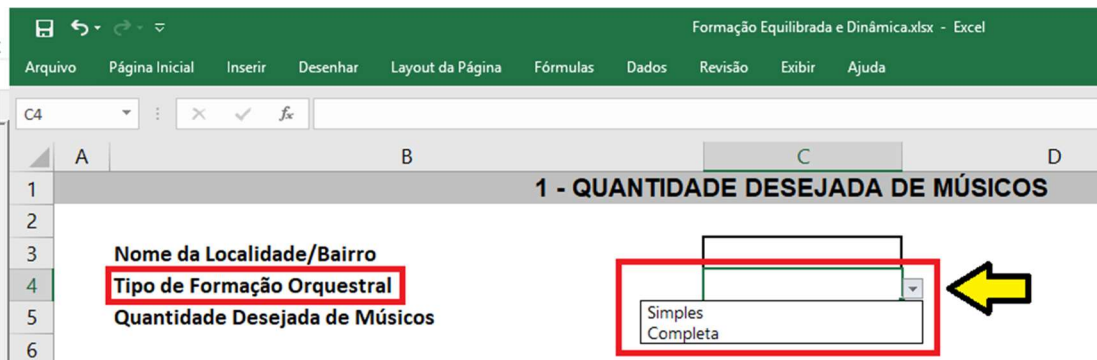 Formação Equilibrada e Dinâmica.xlsx - Excel
Arquivo Página Inicial Inserir Desenhar Layout da Página Fórmulas Dados Revisão Exibir Ajuda
C4 fx
A B C D
1 1 - QUANTIDADE DESEJADA DE MÚSICOS
2
3 Nome da Localidade/Bairro
4 Tipo de Formação Orquestral
5 Quantidade Desejada de Músicos
Simples
Completa
6